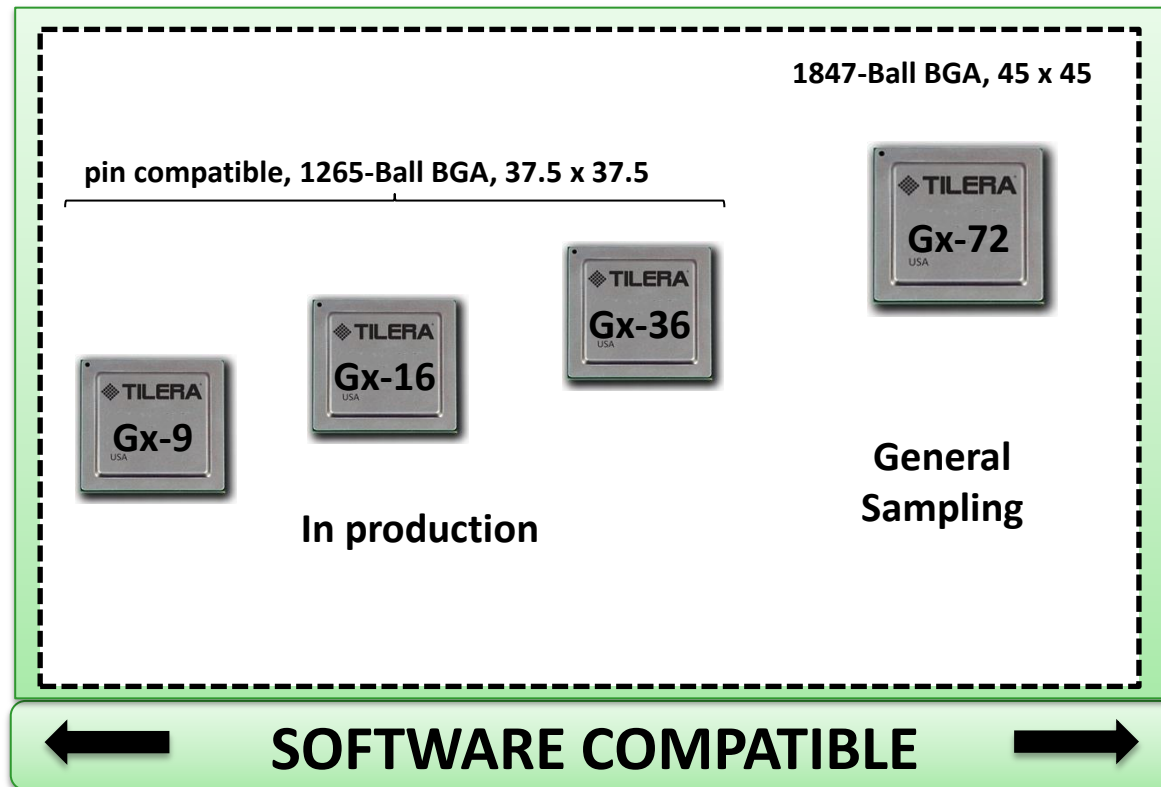 1847-Ball BGA, 45 x 45
pin compatible, 1265-Ball BGA, 37.5 x 37.5
TILERA
Gx-72
USA
TILERA
Gx-36
USA
TILERA
Gx-16
USA
TILERA
Gx-9
USA
General
Sampling
In production
SOFTWARE COMPATIBLE